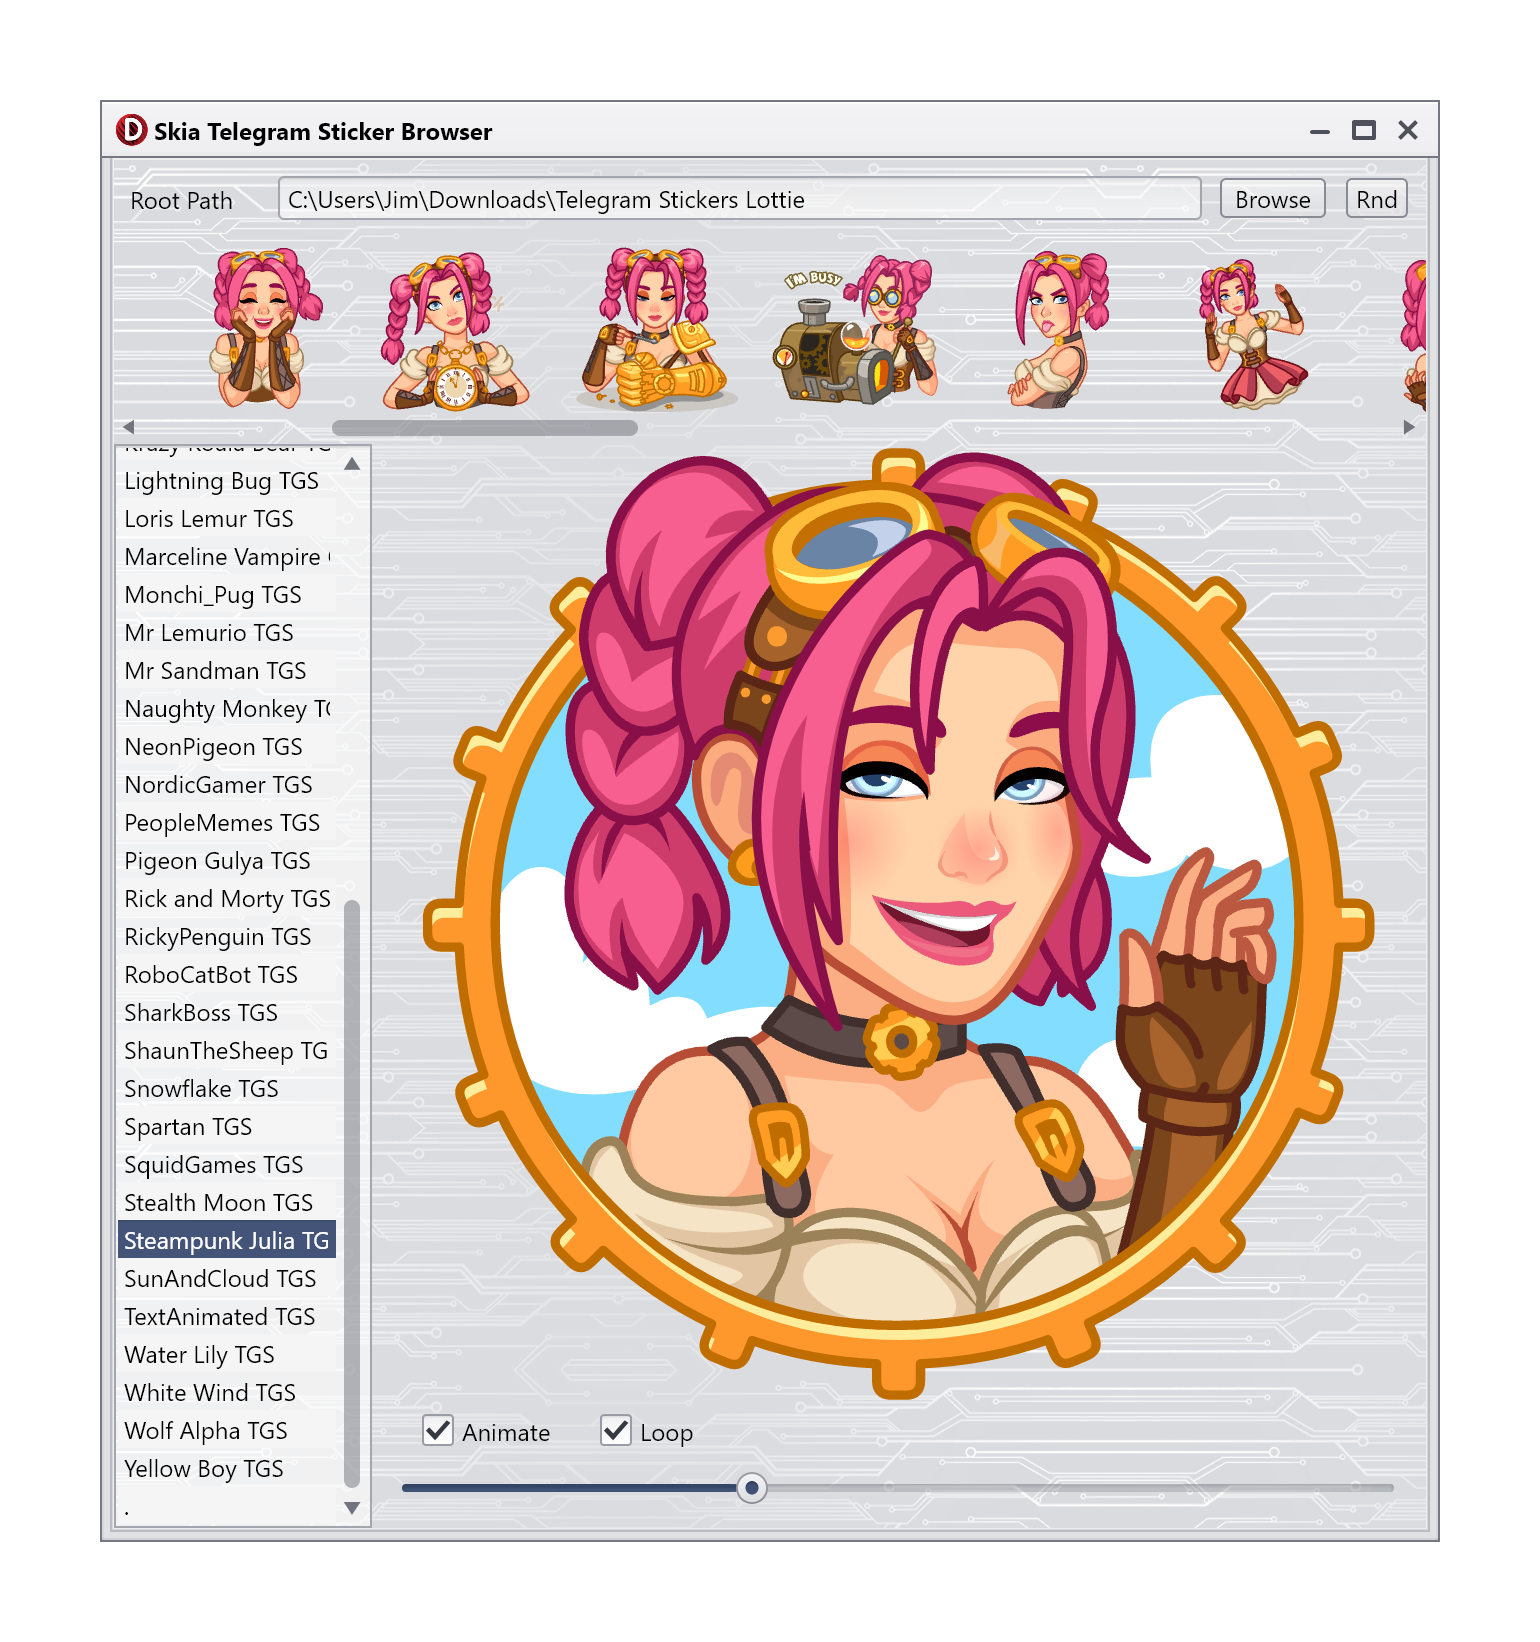 Skia Telegram Sticker Browser
Root Path
C:\Users\Jim\Downloads\Telegram Stickers Lottie
Browse
Rnd
I'M BUSY
Lightning Bug TGS
Loris Lemur TGS
Marceline Vampire
Monchi_Pug TGS
Mr Lemurio TGS
Mr Sandman TGS
Naughty Monkey TG
NeonPigeon TGS
NordicGamer TGS
PeopleMemes TGS
Pigeon Gulya TGS
Rick and Morty TGS
RickyPenguin TGS
RoboCatBot TGS
SharkBoss TGS
ShaunTheSheep TG
Snowflake TGS
Spartan TGS
SquidGames TGS
Stealth Moon TGS
Steampunk Julia TG
SunAndCloud TGS
TextAnimated TGS
Water Lily TGS
White Wind TGS
Wolf Alpha TGS
Yellow Boy TGS
.
Animate
Loop